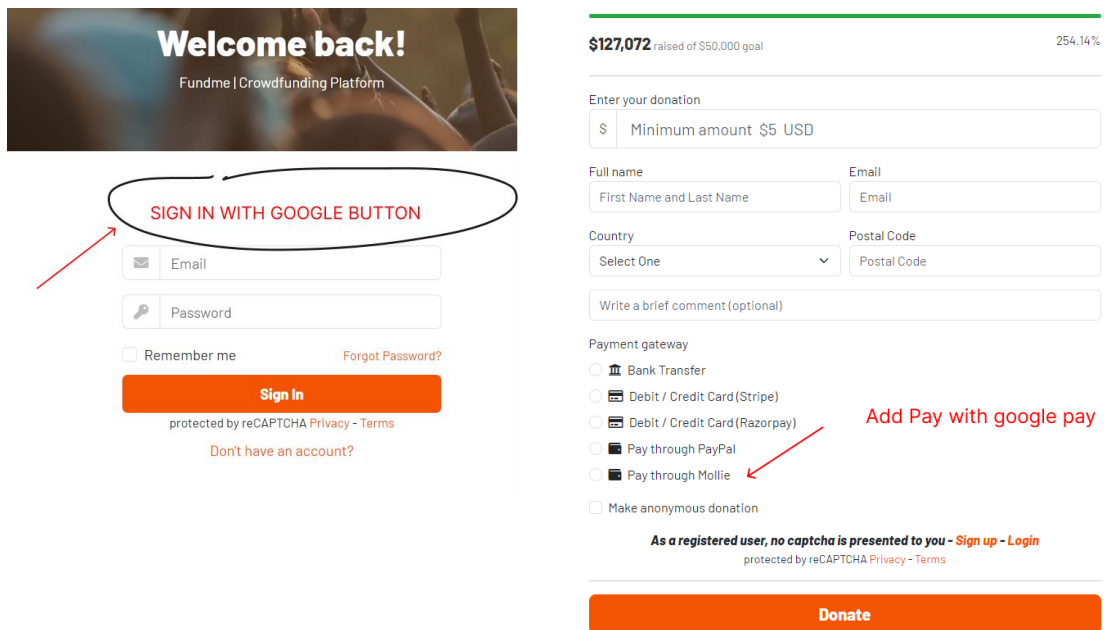 Welcome back!
Fundme | Crowdfunding Platform
SIGN IN WITH GOOGLE BUTTON
Email
Password
Remember me
Forgot Password?
Sign In
protected by reCAPTCHA Privacy - Terms
Don't have an account?
$127,072 raised of $50,000 goal
254.14%
Enter your donation
$ Minimum amount $5 USD
Full name
Email
First Name and Last Name
Email
Country
Postal Code
Select One
Postal Code
Write a brief comment (optional)
Payment gateway
Bank Transfer
Debit / Credit Card (Stripe)
Debit / Credit Card (Razorpay)
Add Pay with google pay
Pay through PayPal
Pay through Mollie
Make anonymous donation
As a registered user, no captcha is presented to you - Sign up - Login
protected by reCAPTCHA Privacy - Terms
Donate